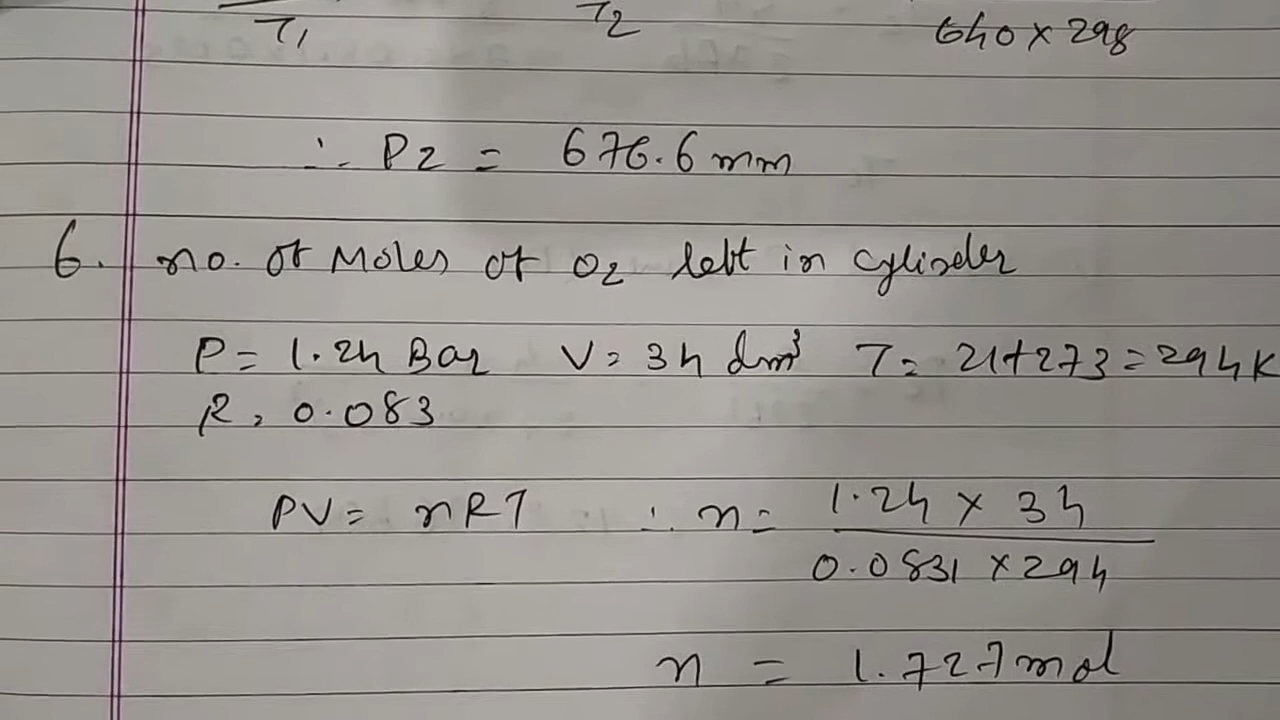 T1 T2 640 × 298
∴ P2 = 676.6 mm
6. no. of Moles of O2 left in cylinder
P = 1.24 Bar V = 34 dm³ T = 21+273 = 294K
R = 0.083
PV = nRT ∴ n = 1.24 × 34
0.0831 × 294
n = 1.727 mol